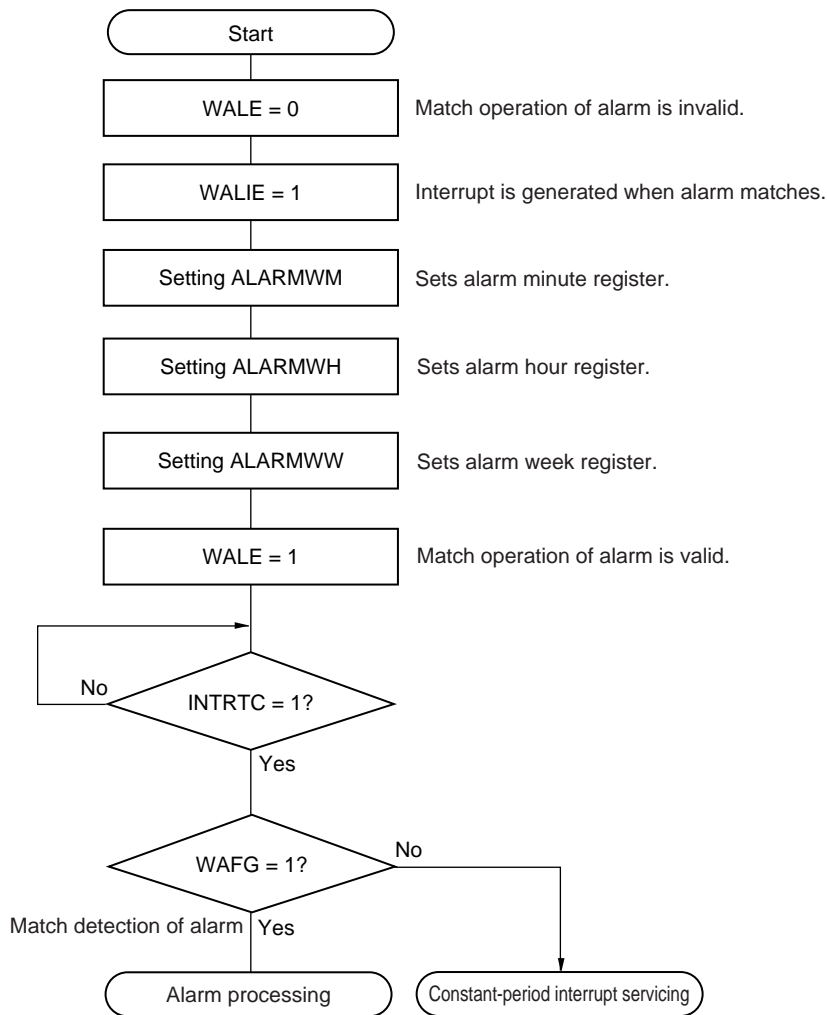 Start
WALE = 0
Match operation of alarm is invalid.
WALIE = 1
Interrupt is generated when alarm matches.
Setting ALARMWM
Sets alarm minute register.
Setting ALARMWH
Sets alarm hour register.
Setting ALARMWW
Sets alarm week register.
WALE = 1
Match operation of alarm is valid.
No
INTRTC = 1?
Yes
WAFG = 1?
No
Match detection of alarm
Yes
Alarm processing
Constant-period interrupt servicing